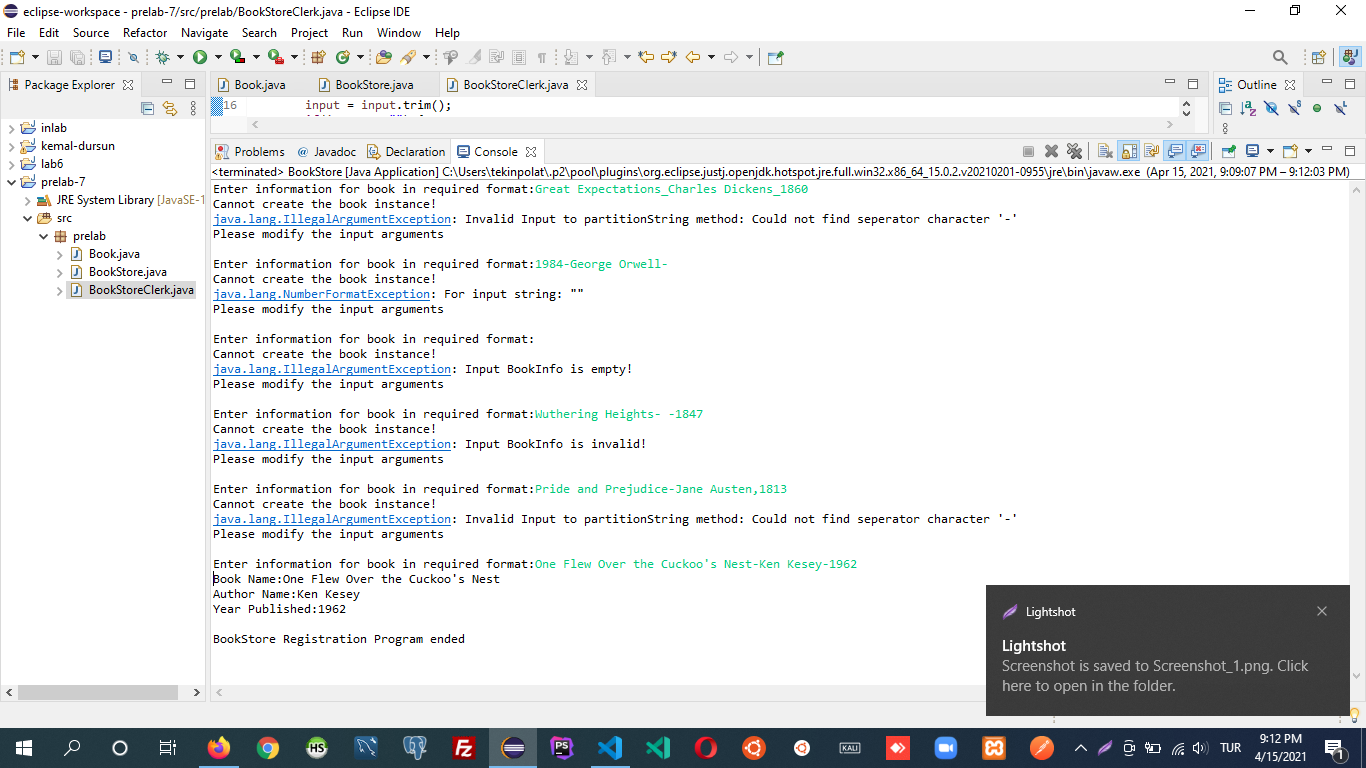 eclipse-workspace - prelab-7/src/prelab/BookStoreClerk.java - Eclipse IDE
File Edit Source Refactor Navigate Search Project Run Window Help
Package Explorer
Book.java BookStore.java BookStoreClerk.java
Outline
16 input = input.trim();
inlab
kemal-dursun
lab6
prelab-7
JRE System Library [JavaSE-1
src
prelab
Book.java
BookStore.java
BookStoreClerk.java
Problems @ Javadoc Declaration Console
<terminated> BookStore [Java Application] C:\Users\tekinpolat\.p2\pool\plugins\org.eclipse.justj.openjdk.hotspot.jre.full.win32.x86_64_15.0.2.v20210201-0955\jre\bin\javaw.exe (Apr 15, 2021, 9:09:07 PM – 9:12:03 PM)
Enter information for book in required format:Great Expectations_Charles Dickens_1860
Cannot create the book instance!
java.lang.IllegalArgumentException: Invalid Input to partitionString method: Could not find seperator character '-'
Please modify the input arguments
Enter information for book in required format:1984-George Orwell-
Cannot create the book instance!
java.lang.NumberFormatException: For input string: ""
Please modify the input arguments
Enter information for book in required format:
Cannot create the book instance!
java.lang.IllegalArgumentException: Input BookInfo is empty!
Please modify the input arguments
Enter information for book in required format:Wuthering Heights- -1847
Cannot create the book instance!
java.lang.IllegalArgumentException: Input BookInfo is invalid!
Please modify the input arguments
Enter information for book in required format:Pride and Prejudice-Jane Austen,1813
Cannot create the book instance!
java.lang.IllegalArgumentException: Invalid Input to partitionString method: Could not find seperator character '-'
Please modify the input arguments
Enter information for book in required format:One Flew Over the Cuckoo's Nest-Ken Kesey-1962
Book Name:One Flew Over the Cuckoo's Nest
Author Name:Ken Kesey
Year Published:1962
BookStore Registration Program ended
Lightshot
Lightshot
Screenshot is saved to Screenshot_1.png. Click
here to open in the folder.
HS
FZ
PS
KALI
TUR
9:12 PM
4/15/2021
1